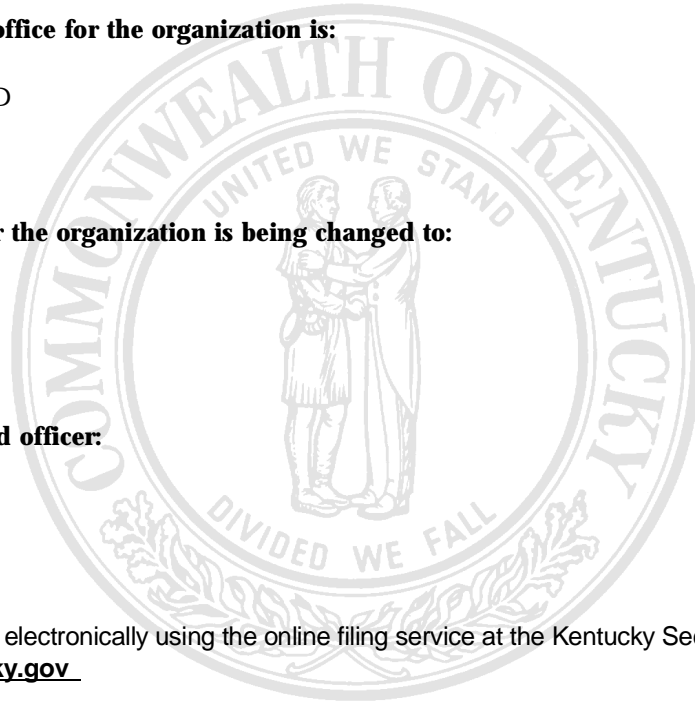 office for the organization is:
D
the organization is being changed to:
officer:
electronically using the online filing service at the Kentucky
ky.gov
COMMONWEALTH OF KENTUCKY
UNITED WE STAND
DIVIDED WE FALL